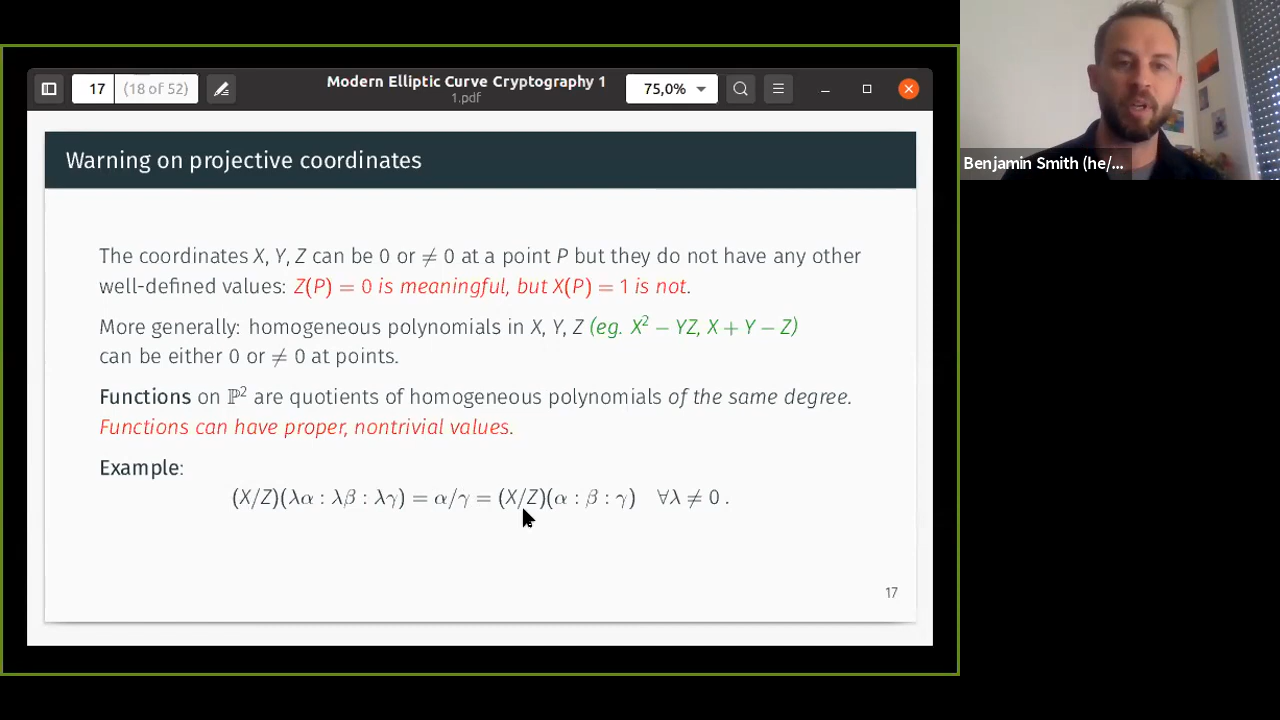 17 (18 of 52) Modern Elliptic Curve Cryptography 1 75,0%
1.pdf
Warning on projective coordinates
Benjamin Smith (he/...
The coordinates X, Y, Z can be 0 or ≠ 0 at a point P but they do not have any other
well-defined values: Z(P) = 0 is meaningful, but X(P) = 1 is not.
More generally: homogeneous polynomials in X, Y, Z (eg. X² − YZ, X + Y − Z)
can be either 0 or ≠ 0 at points.
Functions on ℙ² are quotients of homogeneous polynomials of the same degree.
Functions can have proper, nontrivial values.
Example:
(X/Z)(λα : λβ : λγ) = α/γ = (X/Z)(α : β : γ) ∀λ ≠ 0 .
17